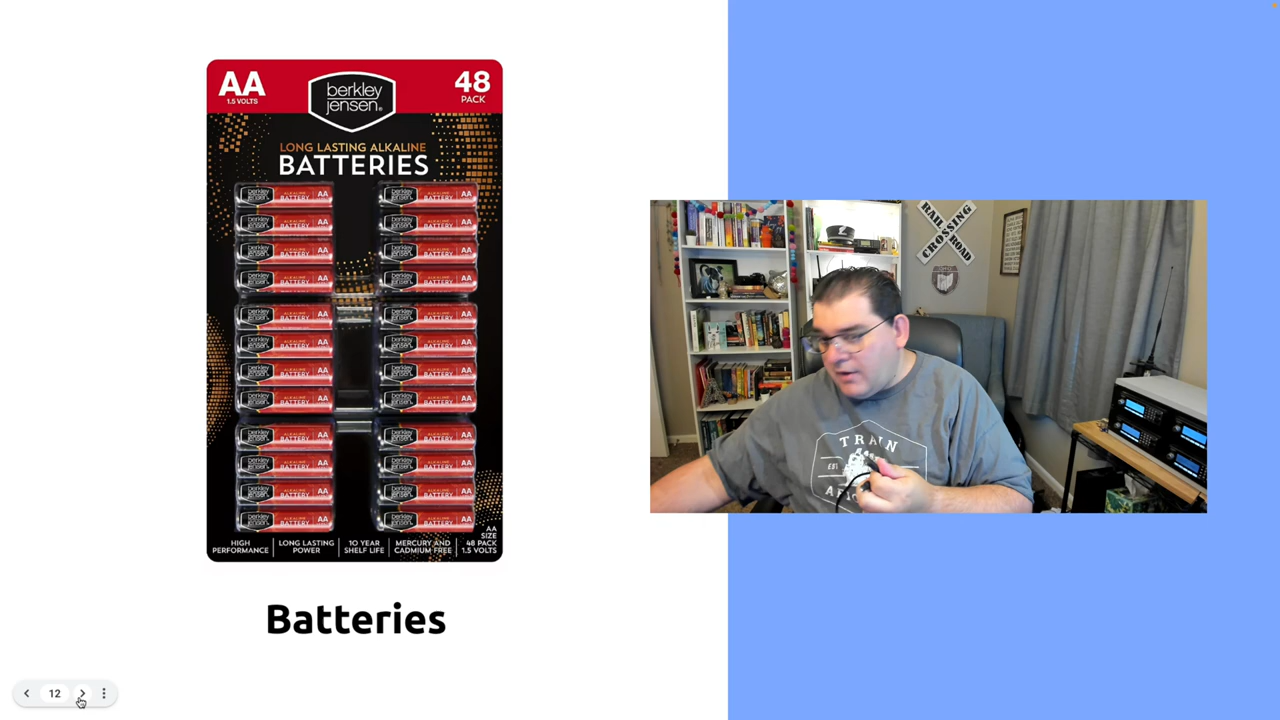 AA
1.5 VOLTS
berkley
jensen®
48
PACK
LONG LASTING ALKALINE
BATTERIES
HIGH
PERFORMANCE
LONG LASTING
POWER
10 YEAR
SHELF LIFE
MERCURY AND
CADMIUM FREE
AA
SIZE
48 PACK
1.5 VOLTS
Batteries
12
RAIL ROAD
CROSSING
TRAIN
EST